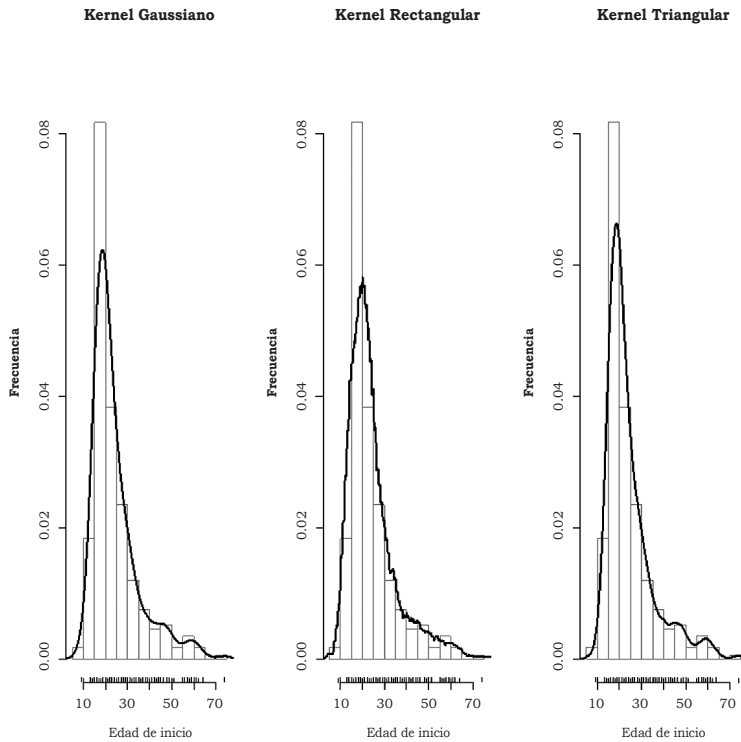 Kernel Gaussiano
Frecuencia
0.00 0.02 0.04 0.06 0.08
10 30 50 70
Edad de inicio
Kernel Rectangular
Frecuencia
0.00 0.02 0.04 0.06 0.08
10 30 50 70
Edad de inicio
Kernel Triangular
Frecuencia
0.00 0.02 0.04 0.06 0.08
10 30 50 70
Edad de inicio